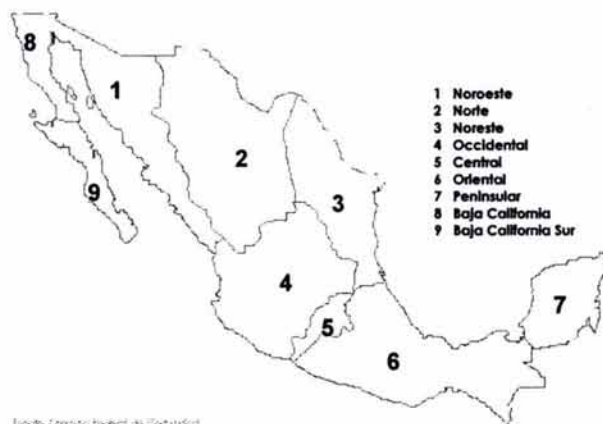 8
1
2
9
3
4
5
6
7
1 Noroeste
2 Norte
3 Noreste
4 Occidental
5 Central
6 Oriental
7 Peninsular
8 Baja California
9 Baja California Sur